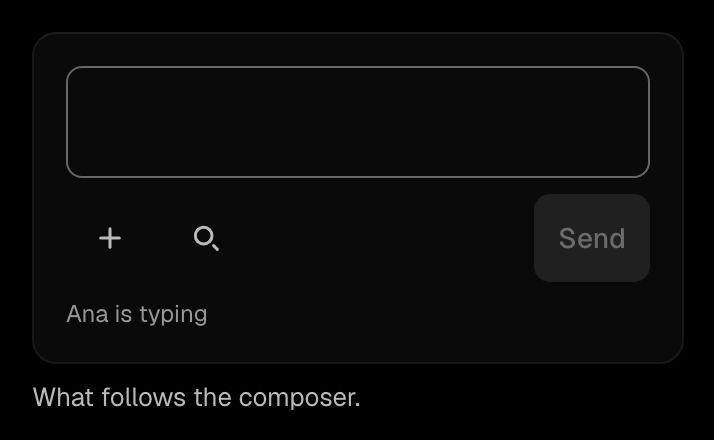 Send
Ana is typing
What follows the composer.